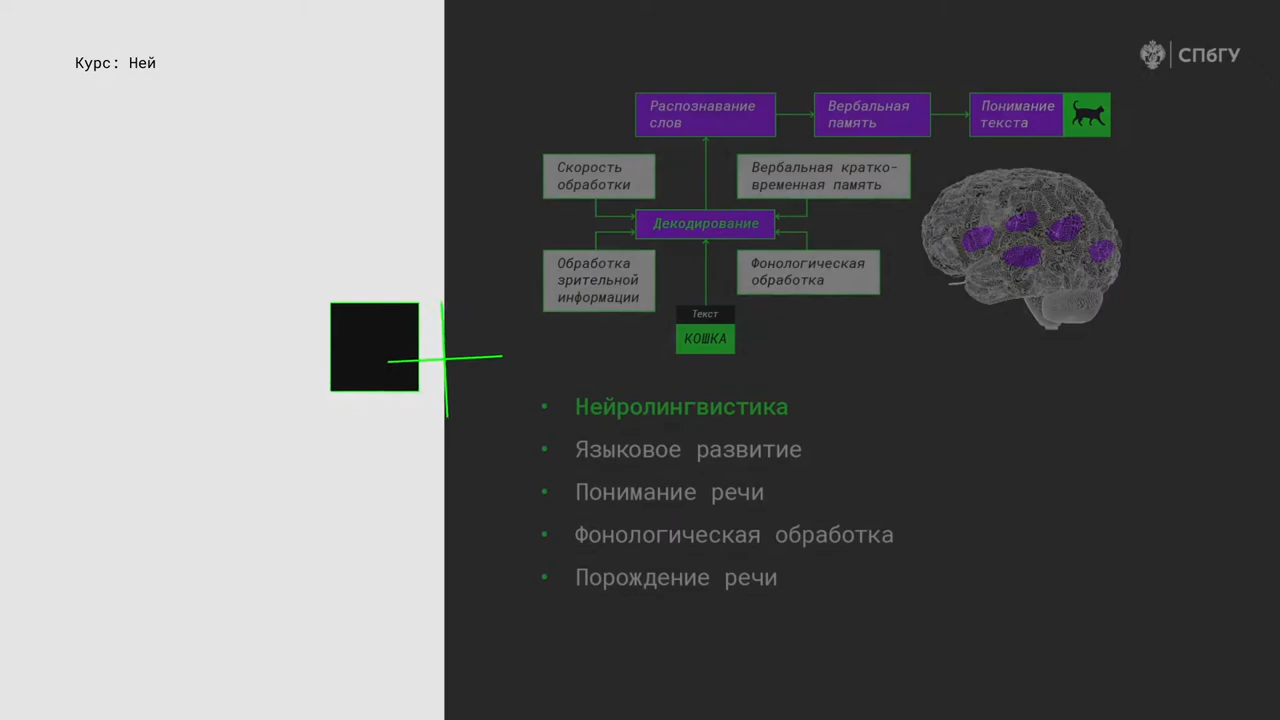 Курс: Ней
СПбГУ
Распознавание
слов
Вербальная
память
Понимание
текста
Скорость
обработки
Вербальная кратко-
временная память
Декодирование
Обработка
зрительной
информации
Фонологическая
обработка
Текст
КОШКА
• Нейролингвистика
• Языковое развитие
• Понимание речи
• Фонологическая обработка
• Порождение речи